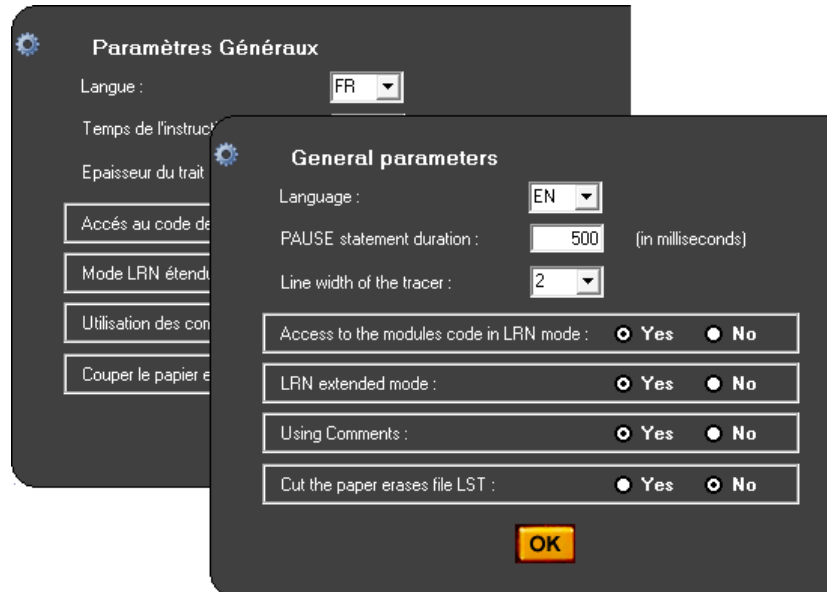 Paramètres Généraux
Langue : FR
Temps de l'instructi
Epaisseur du trait
Accés au code de
Mode LRN étendu
Utilisation des com
Couper le papier e
General parameters
Language : EN
PAUSE statement duration : 500 (in milliseconds)
Line width of the tracer : 2
Access to the modules code in LRN mode : Yes No
LRN extended mode : Yes No
Using Comments : Yes No
Cut the paper erases file LST : Yes No
OK